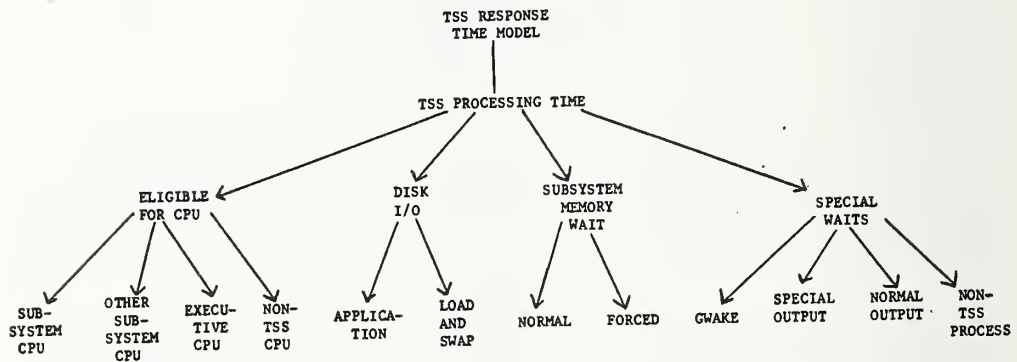 TSS RESPONSE
TIME MODEL
TSS PROCESSING TIME
ELIGIBLE
FOR CPU
DISK
I/O
SUBSYSTEM
MEMORY
WAIT
SPECIAL
WAITS
SUB-
SYSTEM
CPU
OTHER
SUB-
SYSTEM
CPU
EXECU-
TIVE
CPU
NON-
TSS
CPU
APPLICA-
TION
LOAD
AND
SWAP
NORMAL
FORCED
GWAKE
SPECIAL
OUTPUT
NORMAL
OUTPUT
NON-
TSS
PROCESS